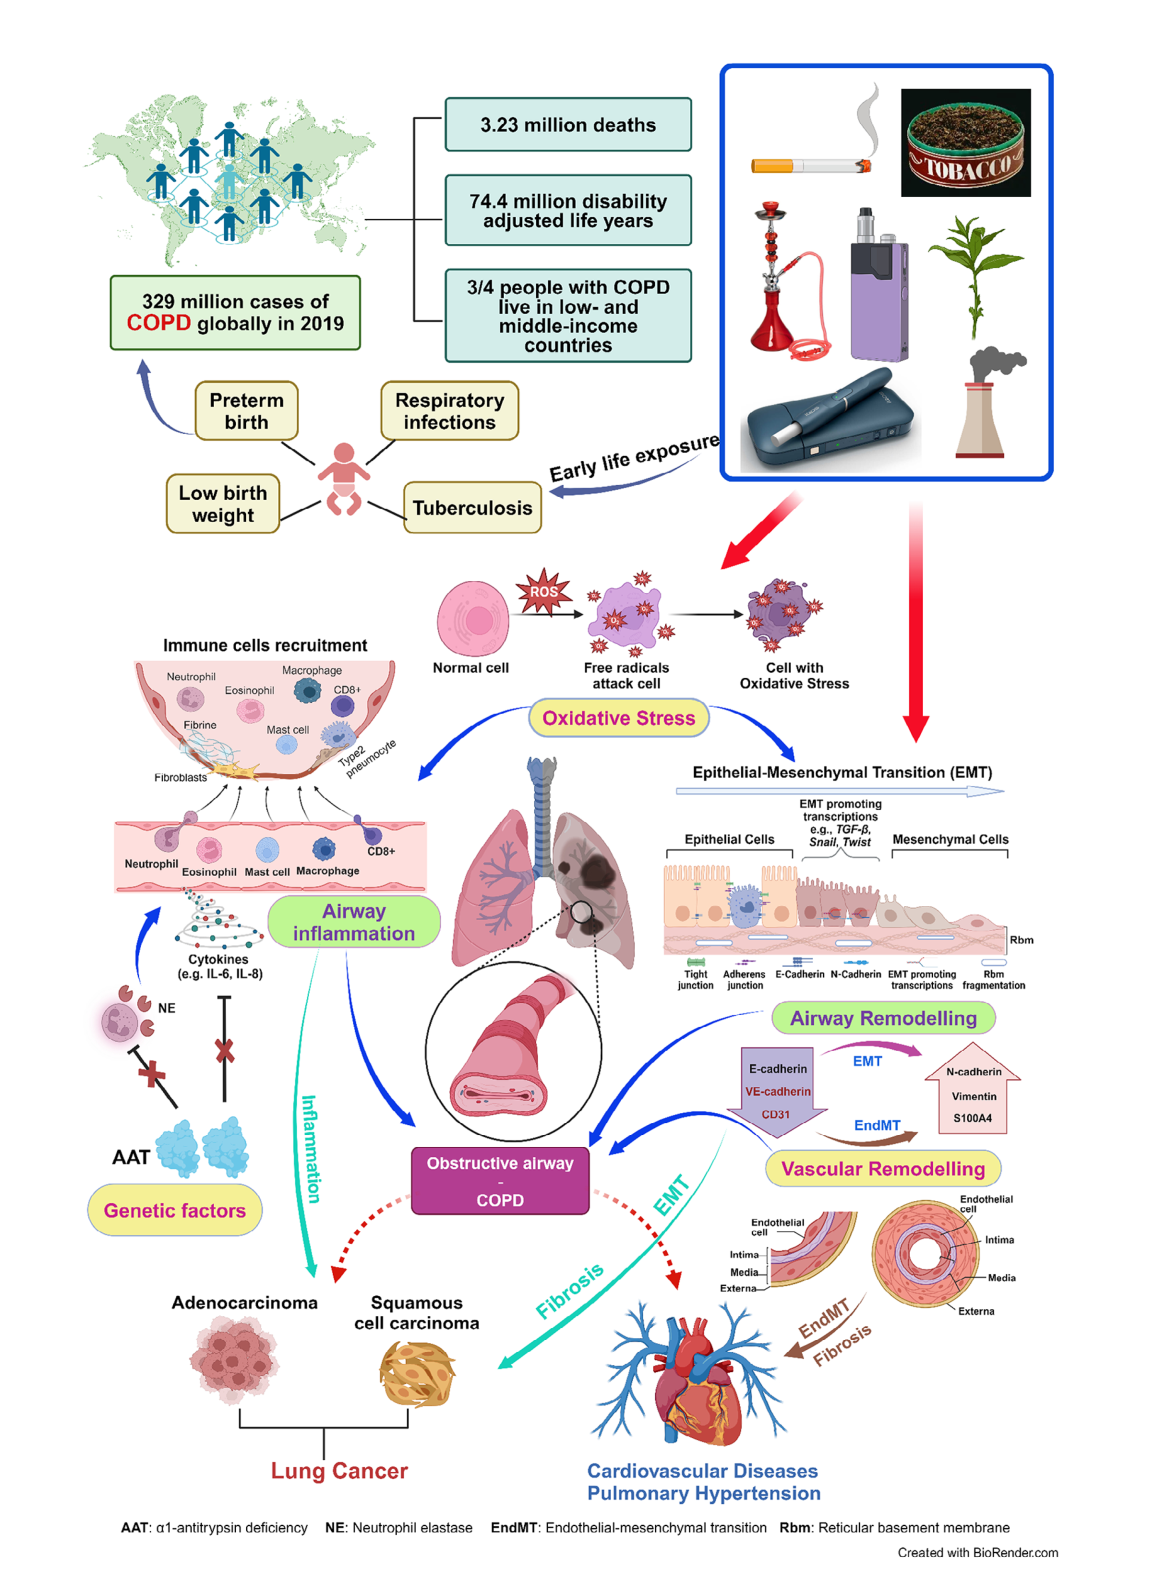 3.23 million deaths
74.4 million disability
adjusted life years
3/4 people with COPD
live in low- and
middle-income
countries
329 million cases of
COPD globally in 2019
TOBACCO
Preterm
birth
Respiratory
infections
Low birth
weight
Tuberculosis
Early life exposure
ROS
Normal cell
Free radicals
attack cell
Cell with
Oxidative Stress
Oxidative Stress
Immune cells recruitment
Neutrophil
Eosinophil
Macrophage
CD8+
Fibrine
Mast cell
Type2
pneumocyte
Fibroblasts
Neutrophil
Eosinophil
Mast cell
Macrophage
CD8+
Airway
inflammation
Cytokines
(e.g. IL-6, IL-8)
NE
AAT
Genetic factors
Epithelial-Mesenchymal Transition (EMT)
EMT promoting
transcriptions
e.g., TGF-β,
Snail, Twist
Epithelial Cells
Mesenchymal Cells
Rbm
Tight
junction
Adherens
junction
E-Cadherin
N-Cadherin
EMT promoting
transcriptions
Rbm
fragmentation
Airway Remodelling
E-cadherin
VE-cadherin
CD31
EMT
EndMT
N-cadherin
Vimentin
S100A4
Vascular Remodelling
Obstructive airway
-
COPD
Inflammation
EMT
Fibrosis
Endothelial
cell
Intima
Media
Externa
Endothelial
cell
Intima
Media
Externa
EndMT
Fibrosis
Adenocarcinoma
Squamous
cell carcinoma
Lung Cancer
Cardiovascular Diseases
Pulmonary Hypertension
AAT: α1-antitrypsin deficiency NE: Neutrophil elastase EndMT: Endothelial-mesenchymal transition Rbm: Reticular basement membrane
Created with BioRender.com